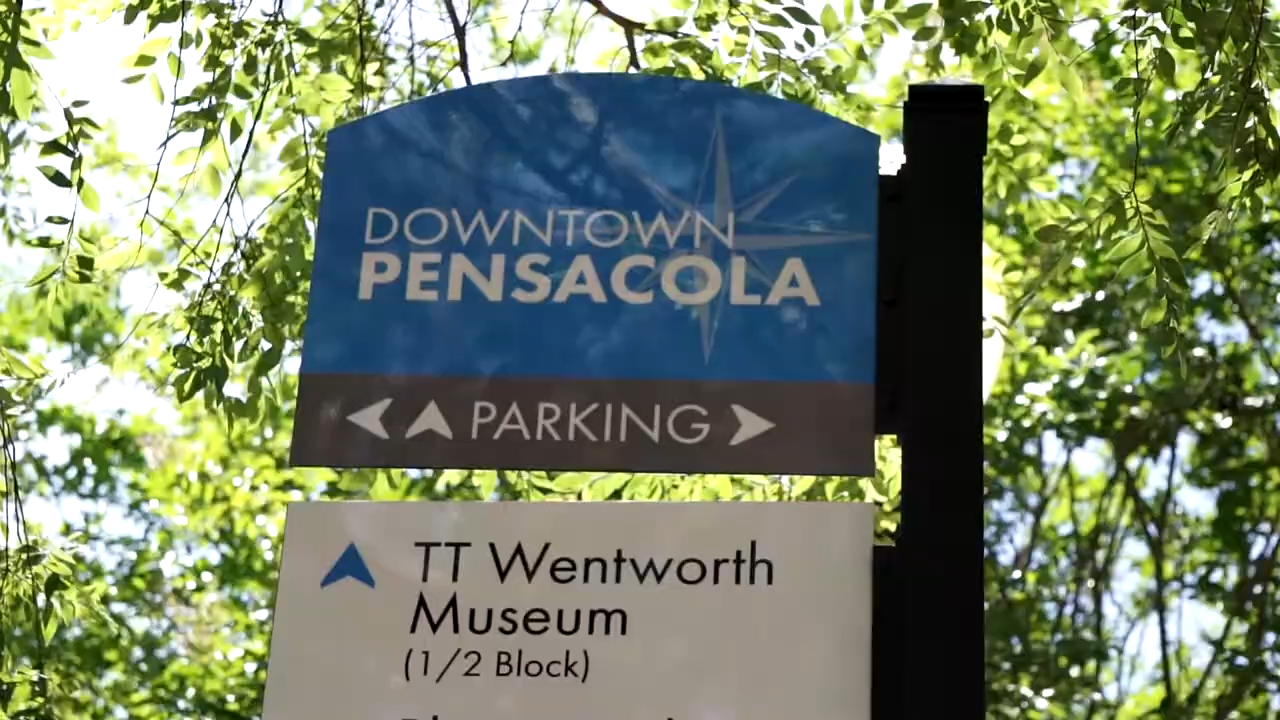 DOWNTOWN
PENSACOLA
PARKING
TT Wentworth
Museum
(1/2 Block)